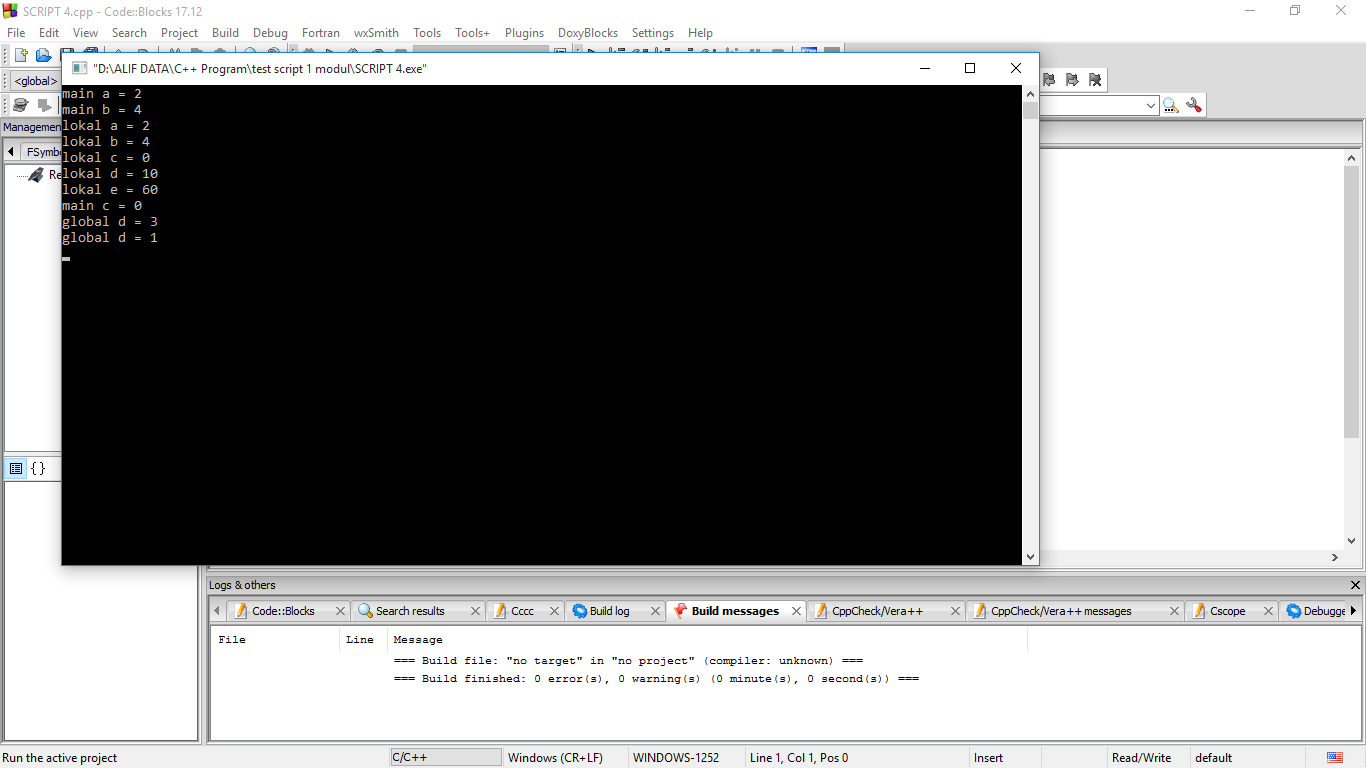 SCRIPT 4.cpp - Code::Blocks 17.12
File Edit View Search Project Build Debug Fortran wxSmith Tools Tools+ Plugins DoxyBlocks Settings Help
"D:\ALIF DATA\C++ Program\test script 1 modul\SCRIPT 4.exe"
<global>
Managemen
FSymb
Re
main a = 2
main b = 4
lokal a = 2
lokal b = 4
lokal c = 0
lokal d = 10
lokal e = 60
main c = 0
global d = 3
global d = 1
{}
Logs & others
Code::Blocks Search results Cccc Build log Build messages CppCheck/Vera++ CppCheck/Vera++ messages Cscope Debugge
File Line Message
=== Build file: "no target" in "no project" (compiler: unknown) ===
=== Build finished: 0 error(s), 0 warning(s) (0 minute(s), 0 second(s)) ===
Run the active project C/C++ Windows (CR+LF) WINDOWS-1252 Line 1, Col 1, Pos 0 Insert Read/Write default